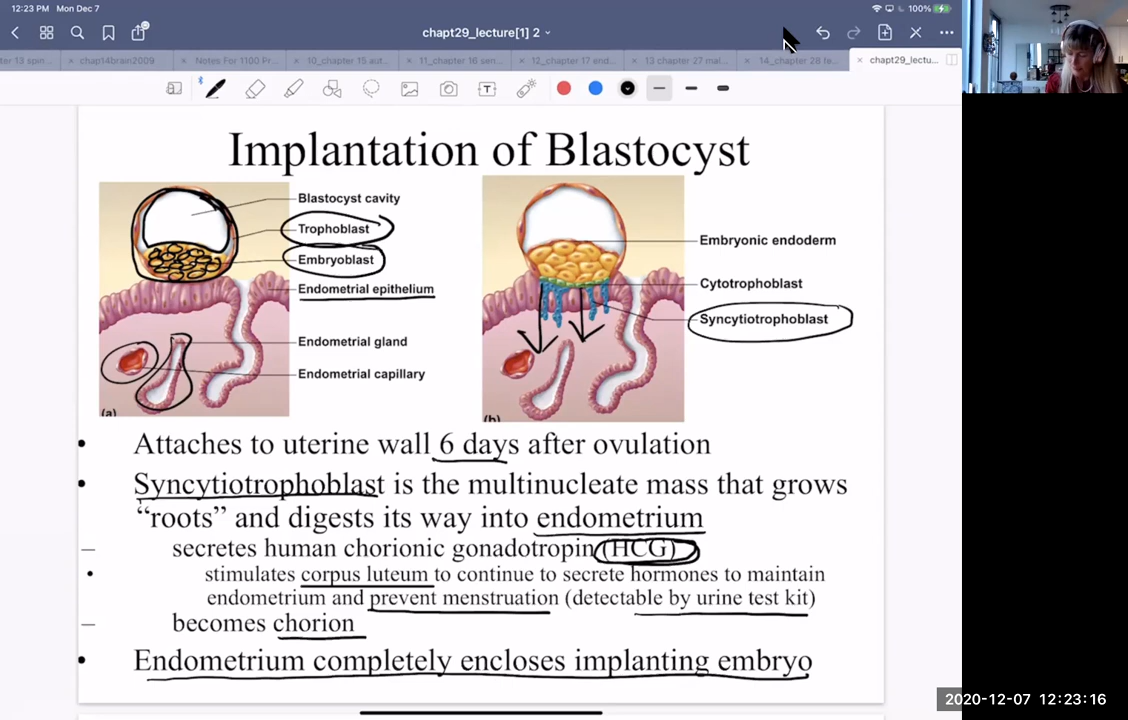 12:23 PM Mon Dec 7
100%
chapt29_lecture[1] 2
ter 13 spin...
chap14brain2009
Notes For 1100 Pr...
10_chapter 15 aut...
11_chapter 16 sen...
12_chapter 17 end...
13 chapter 27 mal...
14_chapter 28 fe...
chapt29_lectu...
Implantation of Blastocyst
Blastocyst cavity
Trophoblast
Embryoblast
Endometrial epithelium
Endometrial gland
Endometrial capillary
(a)
Embryonic endoderm
Cytotrophoblast
Syncytiotrophoblast
(b)
• Attaches to uterine wall 6 days after ovulation
• Syncytiotrophoblast is the multinucleate mass that grows
“roots” and digests its way into endometrium
— secretes human chorionic gonadotropin (HCG)
• stimulates corpus luteum to continue to secrete hormones to maintain
endometrium and prevent menstruation (detectable by urine test kit)
— becomes chorion
• Endometrium completely encloses implanting embryo
2020-12-07 12:23:16